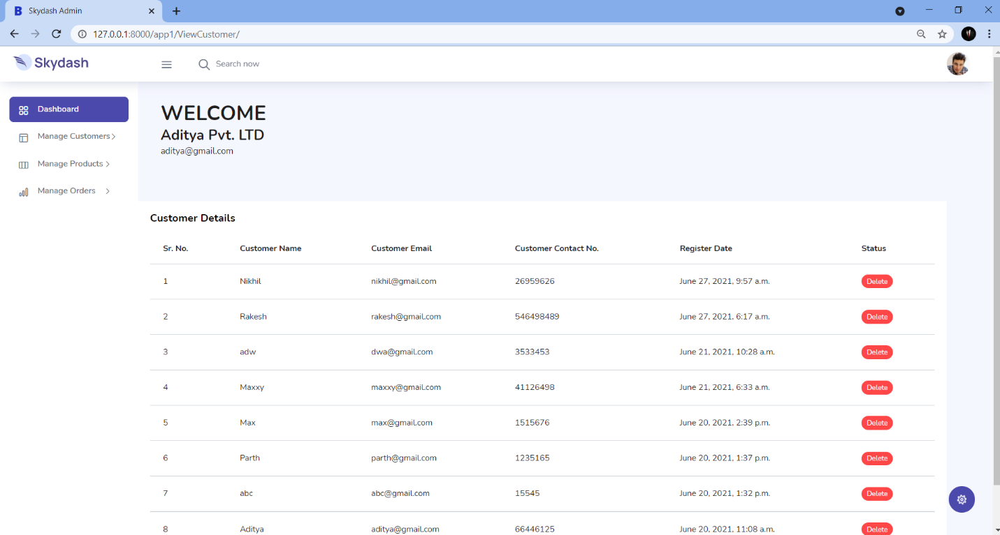 Skydash Admin
127.0.0.1:8000/app1/ViewCustomer/
Skydash
Search now
Dashboard
Manage Customers
Manage Products
Manage Orders
WELCOME
Aditya Pvt. LTD
aditya@gmail.com
Customer Details
Sr. No. Customer Name Customer Email Customer Contact No. Register Date Status
1 Nikhil nikhil@gmail.com 26959626 June 27, 2021, 9:57 a.m. Delete
2 Rakesh rakesh@gmail.com 546498489 June 27, 2021, 6:17 a.m. Delete
3 adw dwa@gmail.com 3533453 June 21, 2021, 10:28 a.m. Delete
4 Maxxy maxxy@gmail.com 41126498 June 21, 2021, 6:33 a.m. Delete
5 Max max@gmail.com 1515676 June 20, 2021, 2:39 p.m. Delete
6 Parth parth@gmail.com 1235165 June 20, 2021, 1:37 p.m. Delete
7 abc abc@gmail.com 15545 June 20, 2021, 1:32 p.m. Delete
8 Aditya aditya@gmail.com 66446125 June 20, 2021, 11:08 a.m. Delete